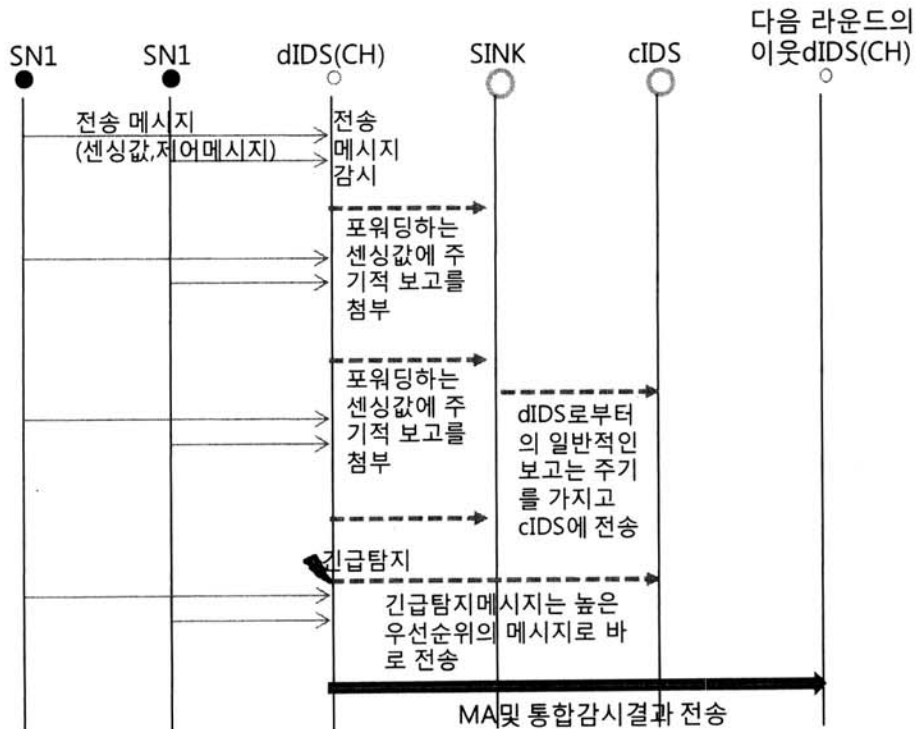 다음 라운드의
SN1 SN1 dIDS(CH) SINK cIDS 이웃dIDS(CH)
전송 메시지
(센싱값,제어메시지)
전송
메시지
감시
포워딩하는
센싱값에 주
기적 보고를
첨부
포워딩하는
센싱값에 주
기적 보고를
첨부
dIDS로부터
의 일반적인
보고는 주기
를 가지고
cIDS에 전송
긴급탐지
긴급탐지메시지는 높은
우선순위의 메시지로 바
로 전송
MA및 통합감시결과 전송